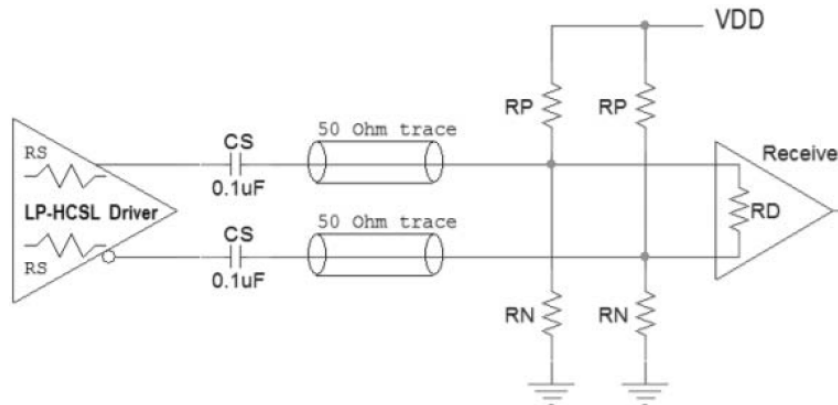 VDD
RP
RP
50 Ohm trace
CS
0.1uF
RS
LP-HCSL Driver
RS
Receive
RD
50 Ohm trace
CS
0.1uF
RN
RN